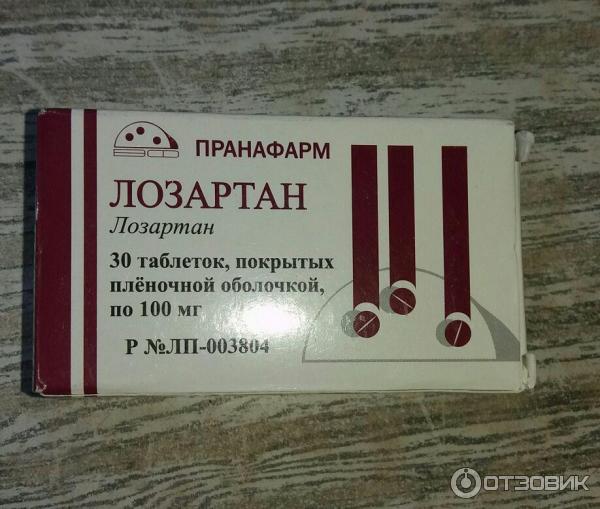 ПРАНАФАРМ
ЛОЗАРТАН
Лозартан
30 таблеток, покрытых
плёночной оболочкой,
по 100 мг
Р №ЛП-003804
ОТЗОВИК